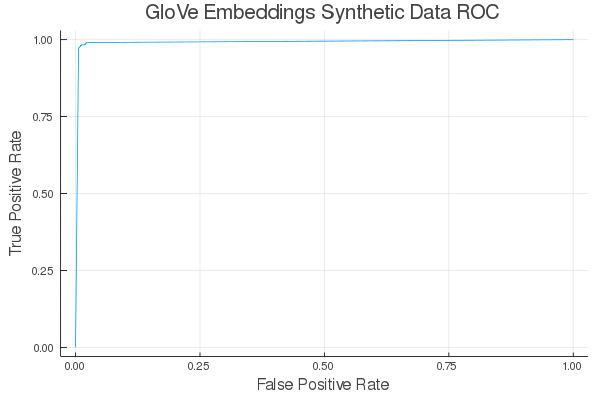 GloVe Embeddings Synthetic Data ROC
1.00
0.75
0.50
0.25
0.00
True Positive Rate
0.00 0.25 0.50 0.75 1.00
False Positive Rate